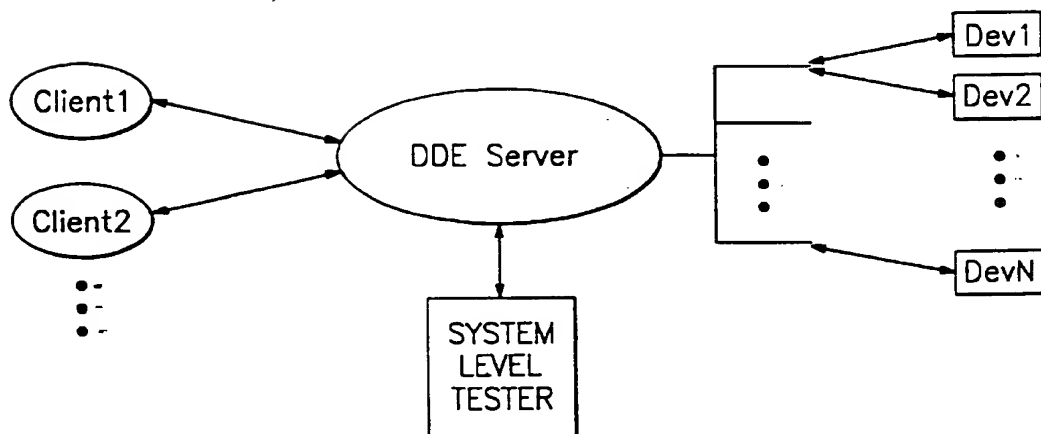 Client1
Client2
DDE Server
SYSTEM
LEVEL
TESTER
Dev1
Dev2
DevN